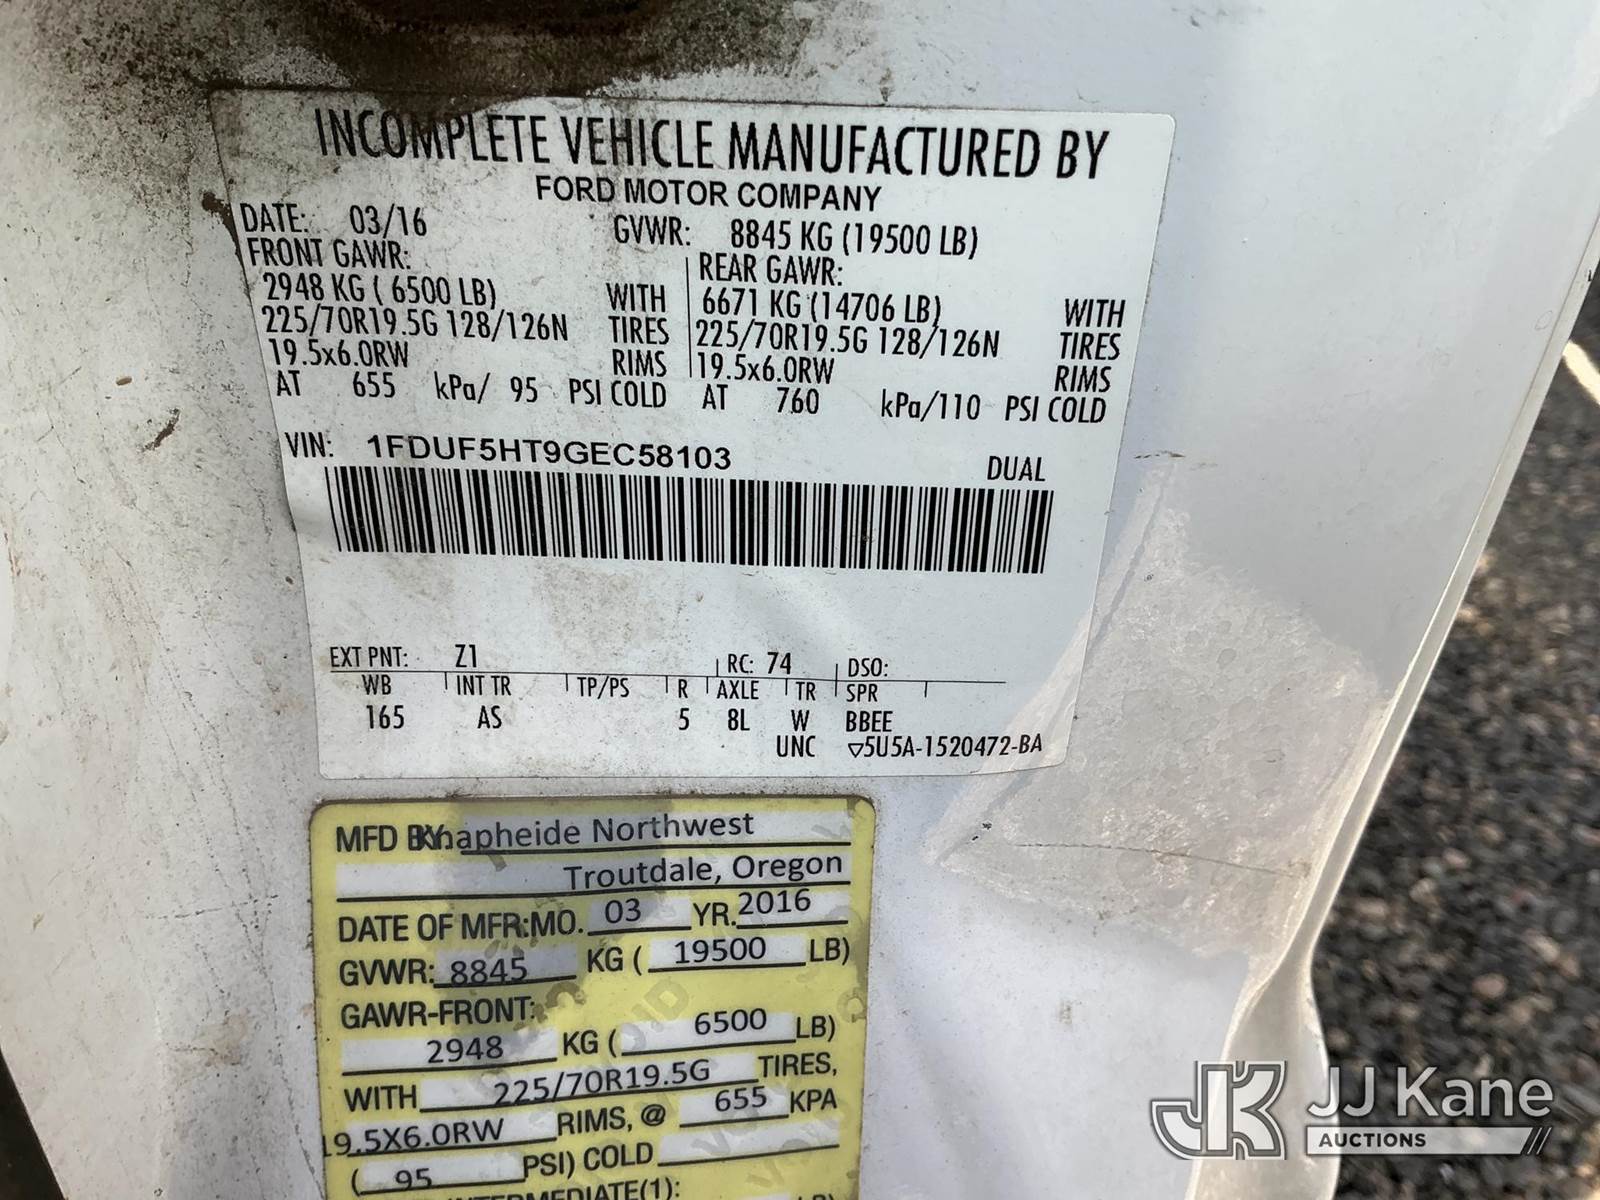 INCOMPLETE VEHICLE MANUFACTURED BY
FORD MOTOR COMPANY
DATE: 03/16 GVWR: 8845 KG (19500 LB)
FRONT GAWR: REAR GAWR:
2948 KG ( 6500 LB) WITH 6671 KG (14706 LB) WITH
225/70R19.5G 128/126N TIRES 225/70R19.5G 128/126N TIRES
19.5x6.0RW RIMS 19.5x6.0RW RIMS
AT 655 kPa/ 95 PSI COLD AT 760 kPa/110 PSI COLD
VIN: 1FDUF5HT9GEC58103 DUAL
EXT PNT: Z1 RC: 74 DSO:
WB INT TR TP/PS R AXLE TR SPR
165 AS 5 8L W BBEE
UNC ▽5U5A-1520472-BA
MFD BY: Knapheide Northwest
Troutdale, Oregon
DATE OF MFR:MO. 03 YR. 2016
GVWR: 8845 KG ( 19500 LB)
GAWR-FRONT:
2948 KG ( 6500 LB)
WITH 225/70R19.5G TIRES,
19.5X6.0RW RIMS, @ 655 KPA
( 95 PSI) COLD
INTERMEDIATE(1):
LB)
JJ Kane
AUCTIONS